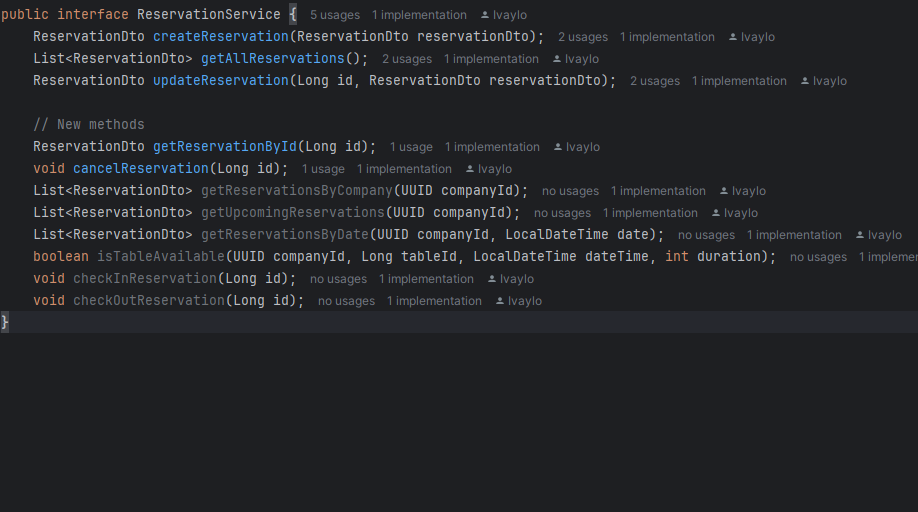 public interface ReservationService { 5 usages 1 implementation Ivaylo
ReservationDto createReservation(ReservationDto reservationDto); 2 usages 1 implementation Ivaylo
List<ReservationDto> getAllReservations(); 2 usages 1 implementation Ivaylo
ReservationDto updateReservation(Long id, ReservationDto reservationDto); 2 usages 1 implementation Ivaylo
// New methods
ReservationDto getReservationById(Long id); 1 usage 1 implementation Ivaylo
void cancelReservation(Long id); 1 usage 1 implementation Ivaylo
List<ReservationDto> getReservationsByCompany(UUID companyId); no usages 1 implementation Ivaylo
List<ReservationDto> getUpcomingReservations(UUID companyId); no usages 1 implementation Ivaylo
List<ReservationDto> getReservationsByDate(UUID companyId, LocalDateTime date); no usages 1 implementation Ivaylo
boolean isTableAvailable(UUID companyId, Long tableId, LocalDateTime dateTime, int duration); no usages 1 implemen
void checkInReservation(Long id); no usages 1 implementation Ivaylo
void checkOutReservation(Long id); no usages 1 implementation Ivaylo
}